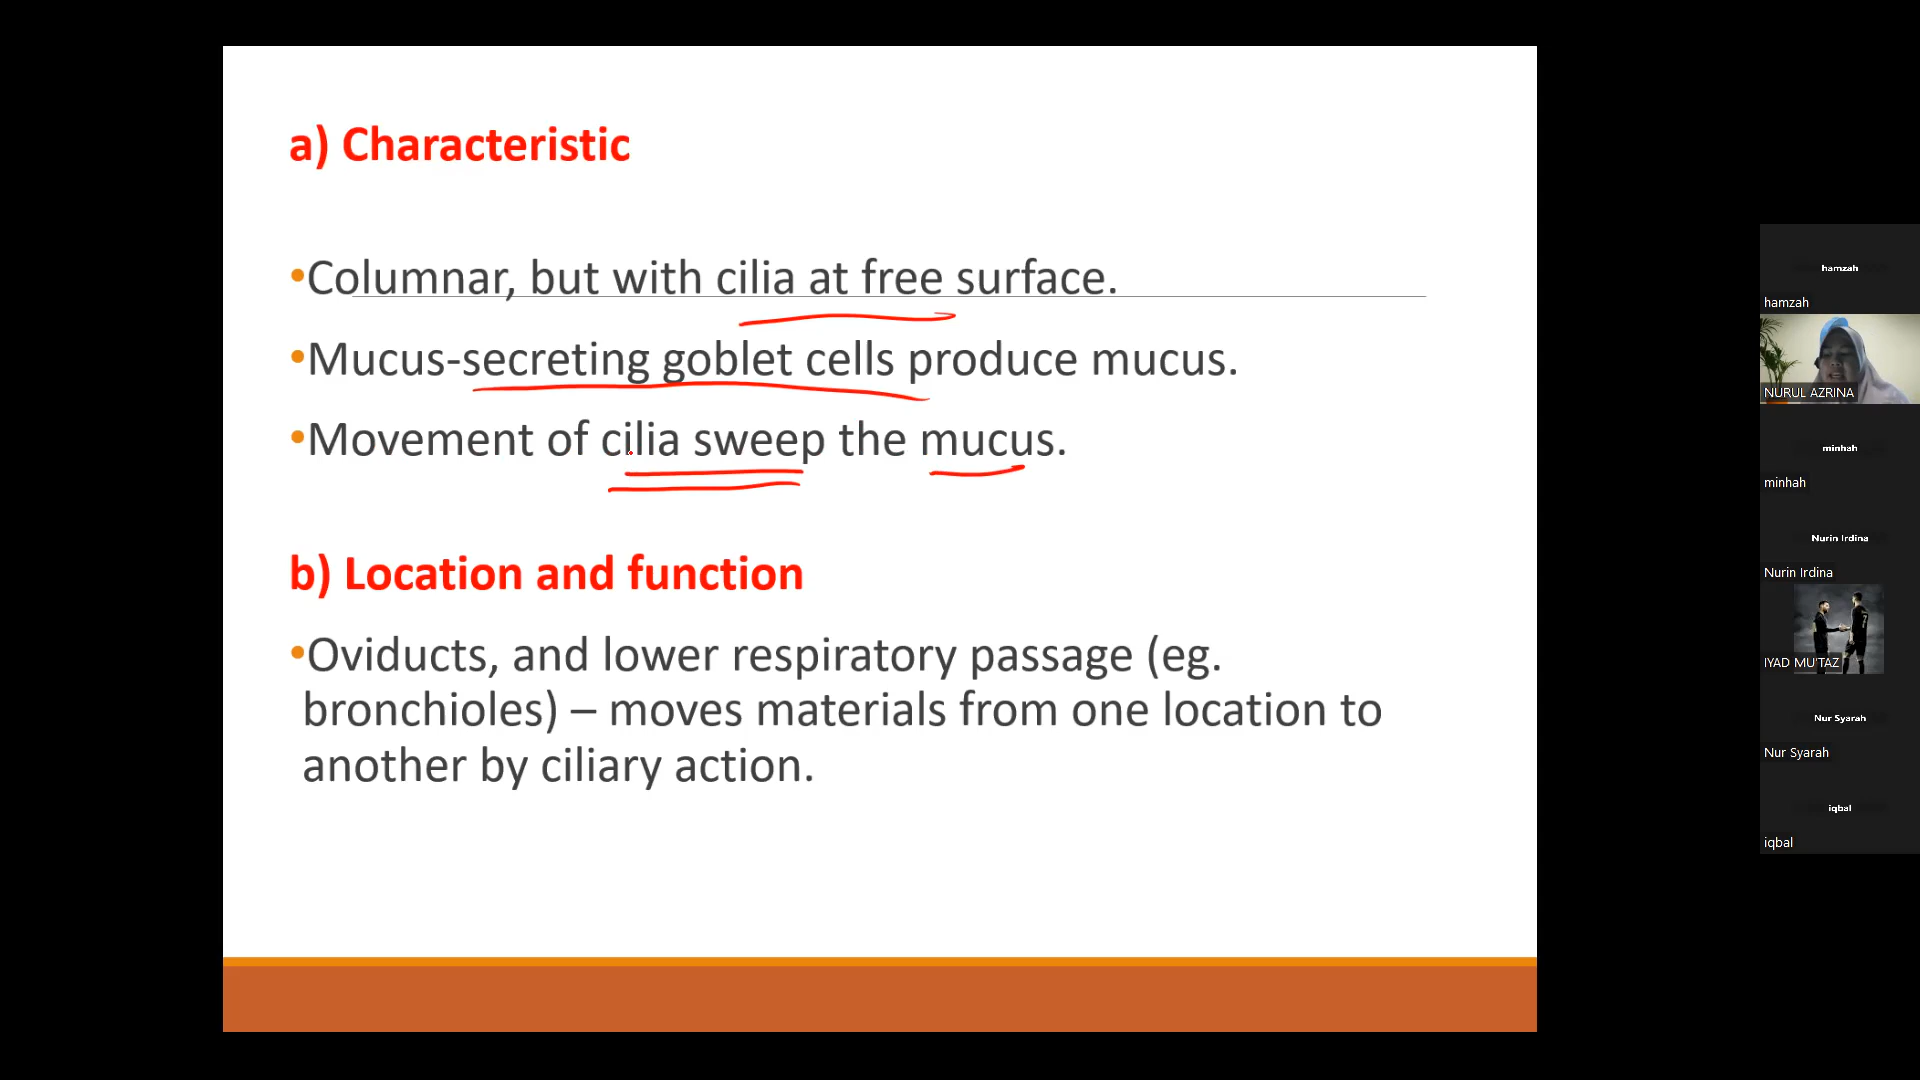 a) Characteristic
•Columnar, but with cilia at free surface.
•Mucus-secreting goblet cells produce mucus.
•Movement of cilia sweep the mucus.
b) Location and function
•Oviducts, and lower respiratory passage (eg.
bronchioles) – moves materials from one location to
another by ciliary action.
hamzah
hamzah
NURUL AZRINA
minhah
minhah
Nurin Irdina
Nurin Irdina
IYAD MU'TAZ
Nur Syarah
Nur Syarah
iqbal
iqbal